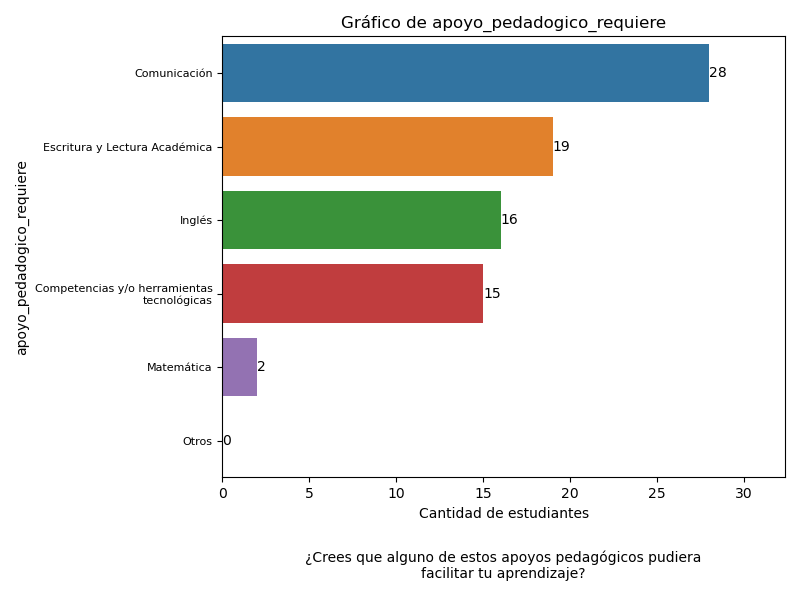 Gráfico de apoyo_pedadogico_requiere
apoyo_pedadogico_requiere
Comunicación
28
Escritura y Lectura Académica
19
Inglés
16
Competencias y/o herramientas
tecnológicas
15
Matemática
2
Otros
0
0 5 10 15 20 25 30
Cantidad de estudiantes
¿Crees que alguno de estos apoyos pedagógicos pudiera
facilitar tu aprendizaje?